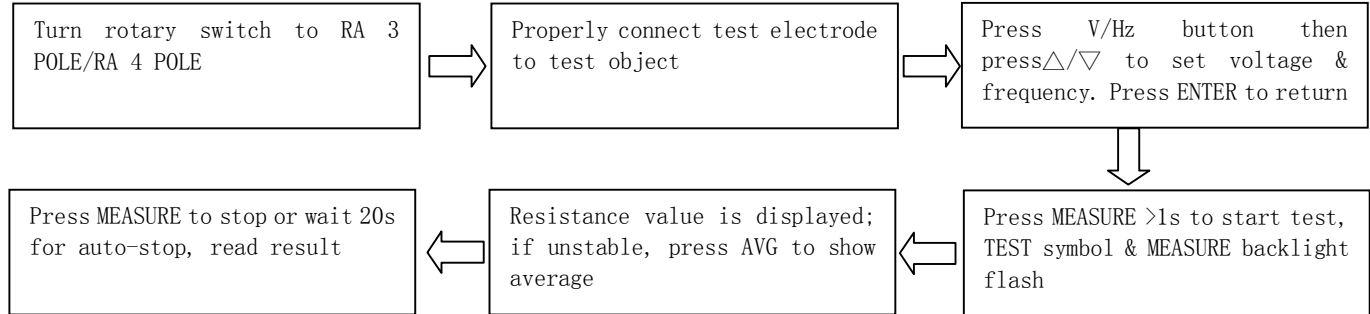 Turn rotary switch to RA 3
POLE/RA 4 POLE
Properly connect test electrode
to test object
Press V/Hz button then
press△/▽ to set voltage &
frequency. Press ENTER to return
Press MEASURE >1s to start test,
TEST symbol & MEASURE backlight
flash
Resistance value is displayed;
if unstable, press AVG to show
average
Press MEASURE to stop or wait 20s
for auto-stop, read result